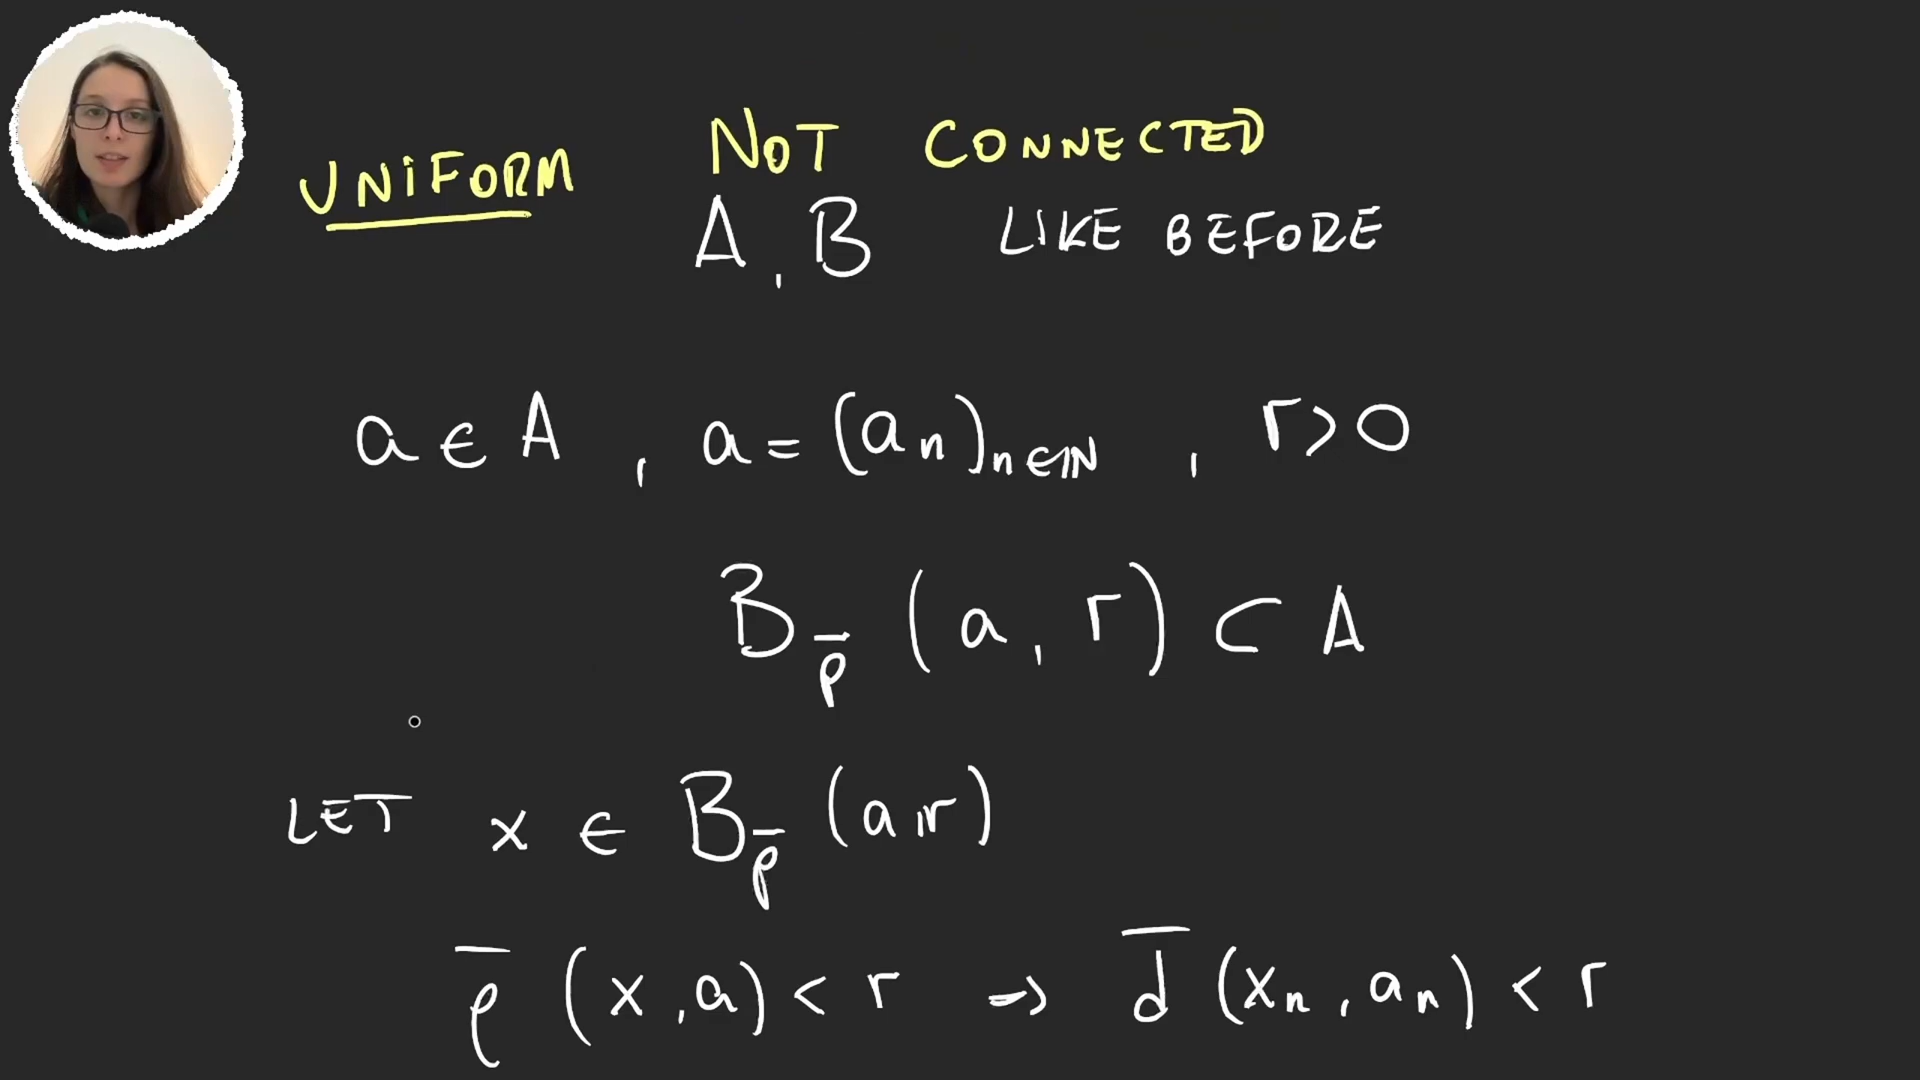 UNIFORM NOT CONNECTED
A, B LIKE BEFORE
a ∈ A , a = (aₙ)ₙ∈ℕ , r > 0
B_ρ̅ (a, r) ⊂ A
LET x ∈ B_ρ̅ (a, r)
ρ̅ (x, a) < r ⇒ d̅ (xₙ, aₙ) < r